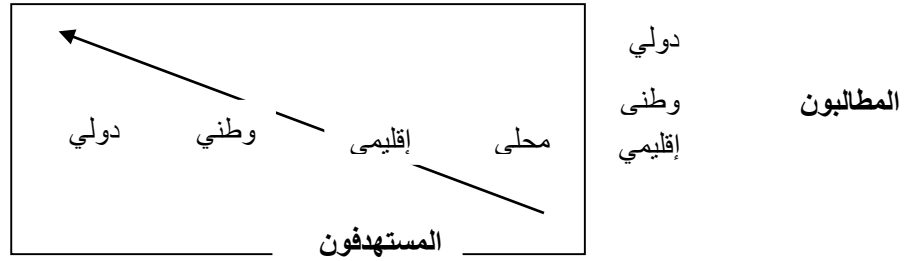 دولي
المطالبون
وطنى
إقليمي
محلى
إقليمى
وطني
دولي
المستهدفون